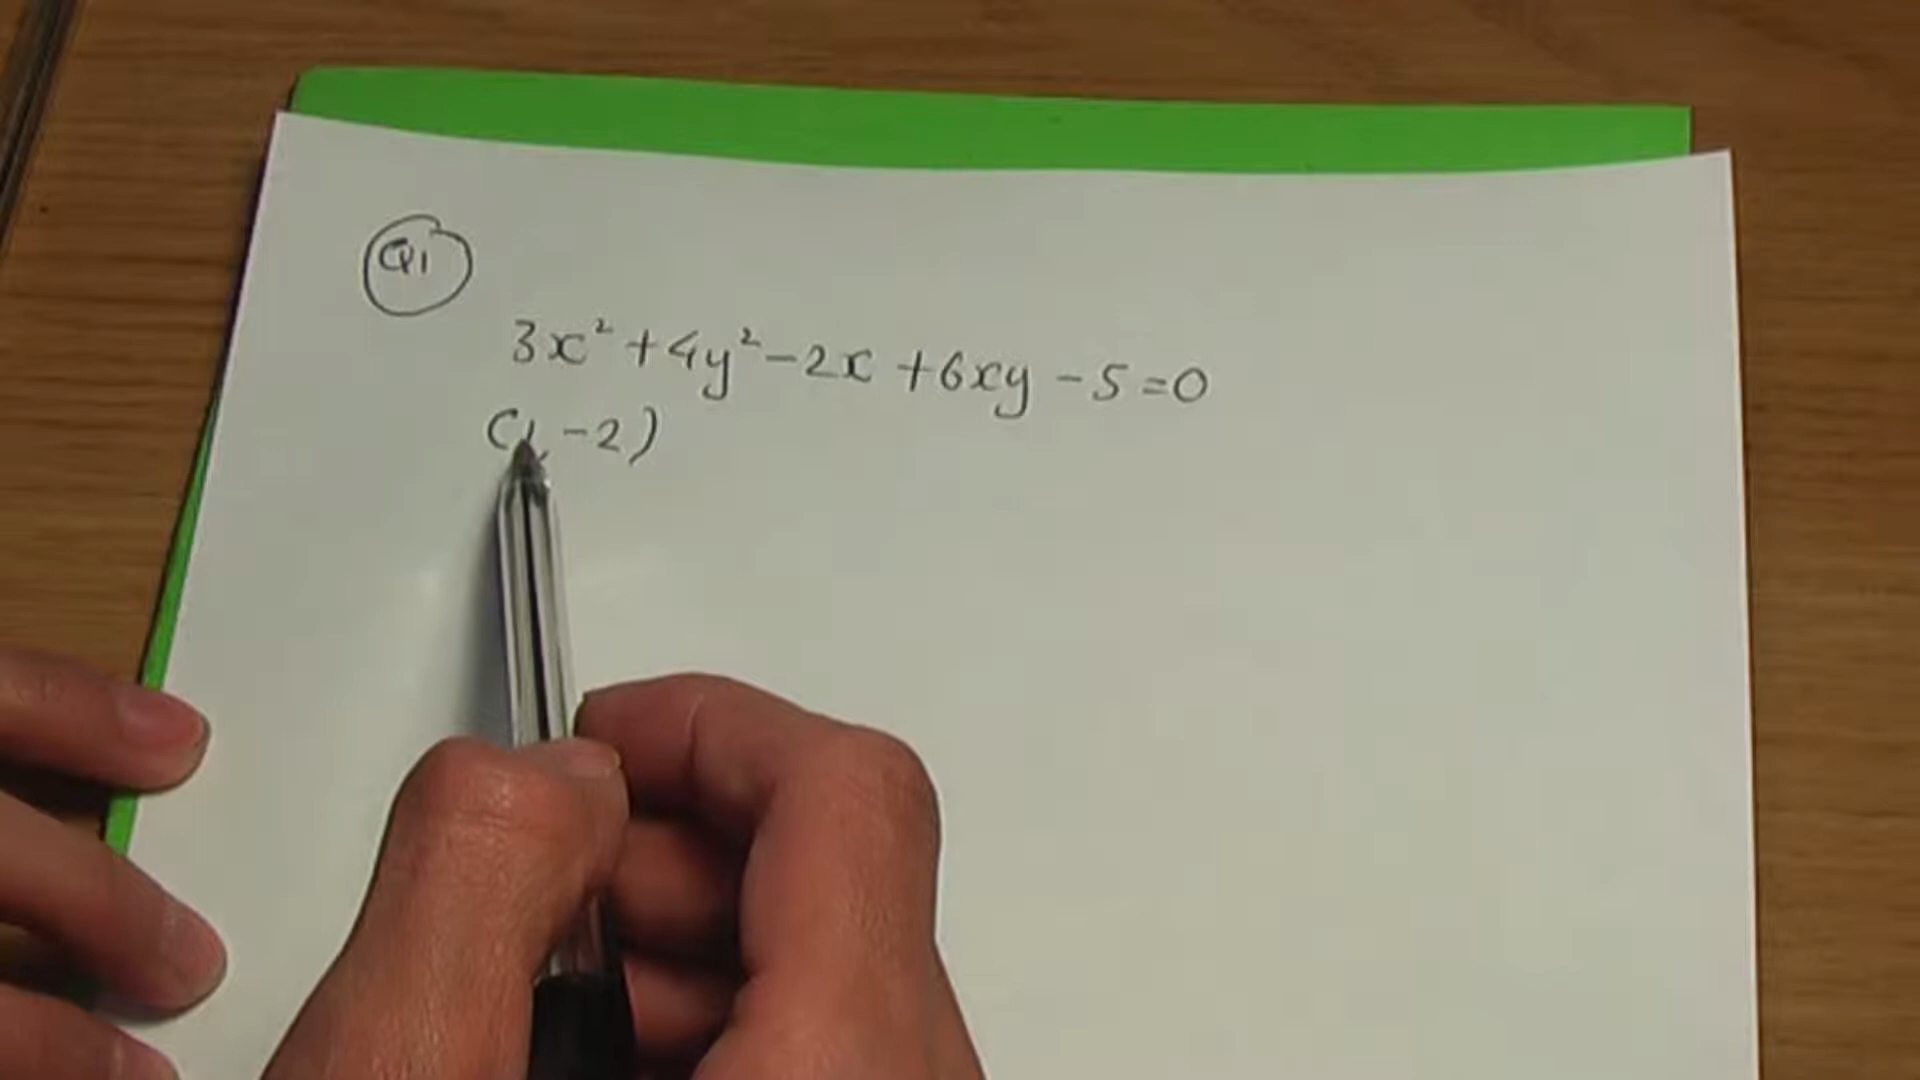 Q1
3x² + 4y² - 2x + 6xy - 5 = 0
(1, -2)